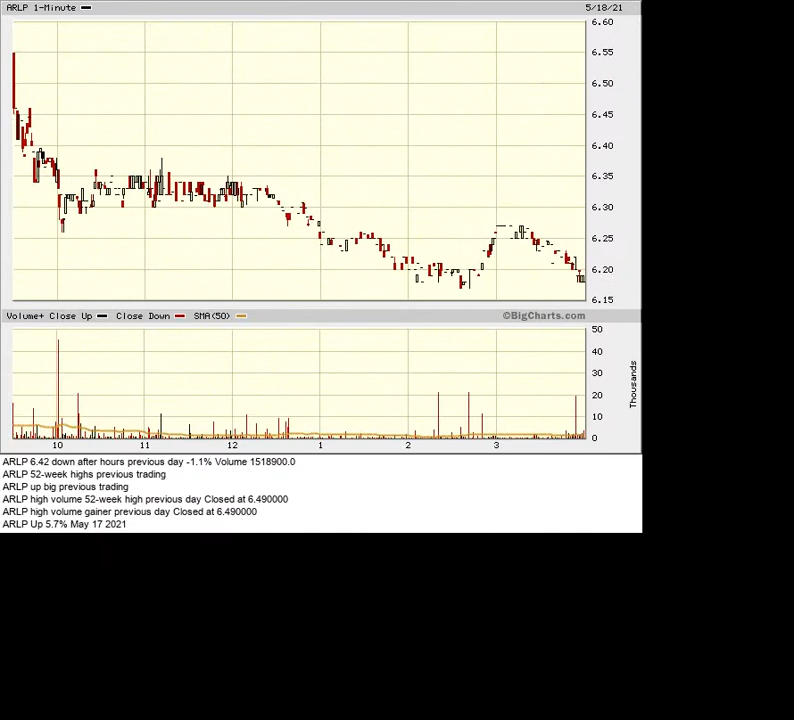 ARLP 1-Minute 5/18/21
6.60
6.55
6.50
6.45
6.40
6.35
6.30
6.25
6.20
6.15
Volume+ Close Up Close Down SMA(50) ©BigCharts.com
50
40
30
20
10
0
Thousands
10 11 12 1 2 3
ARLP 6.42 down after hours previous day -1.1% Volume 1518900.0
ARLP 52-week highs previous trading
ARLP up big previous trading
ARLP high volume 52-week high previous day Closed at 6.490000
ARLP high volume gainer previous day Closed at 6.490000
ARLP Up 5.7% May 17 2021